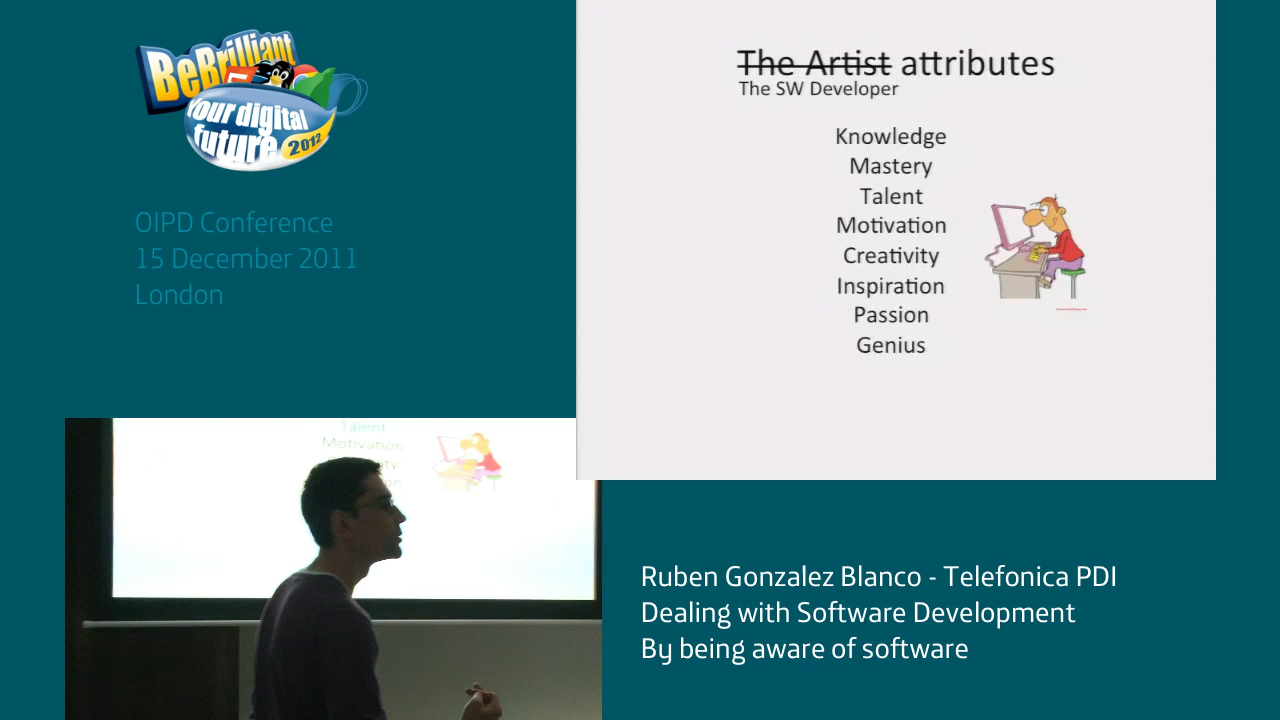 BeBrilliant
Your digital
future
2012
OIPD Conference
15 December 2011
London
The Artist attributes
The SW Developer
Knowledge
Mastery
Talent
Motivation
Creativity
Inspiration
Passion
Genius
Talent
Motivation
Ruben Gonzalez Blanco - Telefonica PDI
Dealing with Software Development
By being aware of software